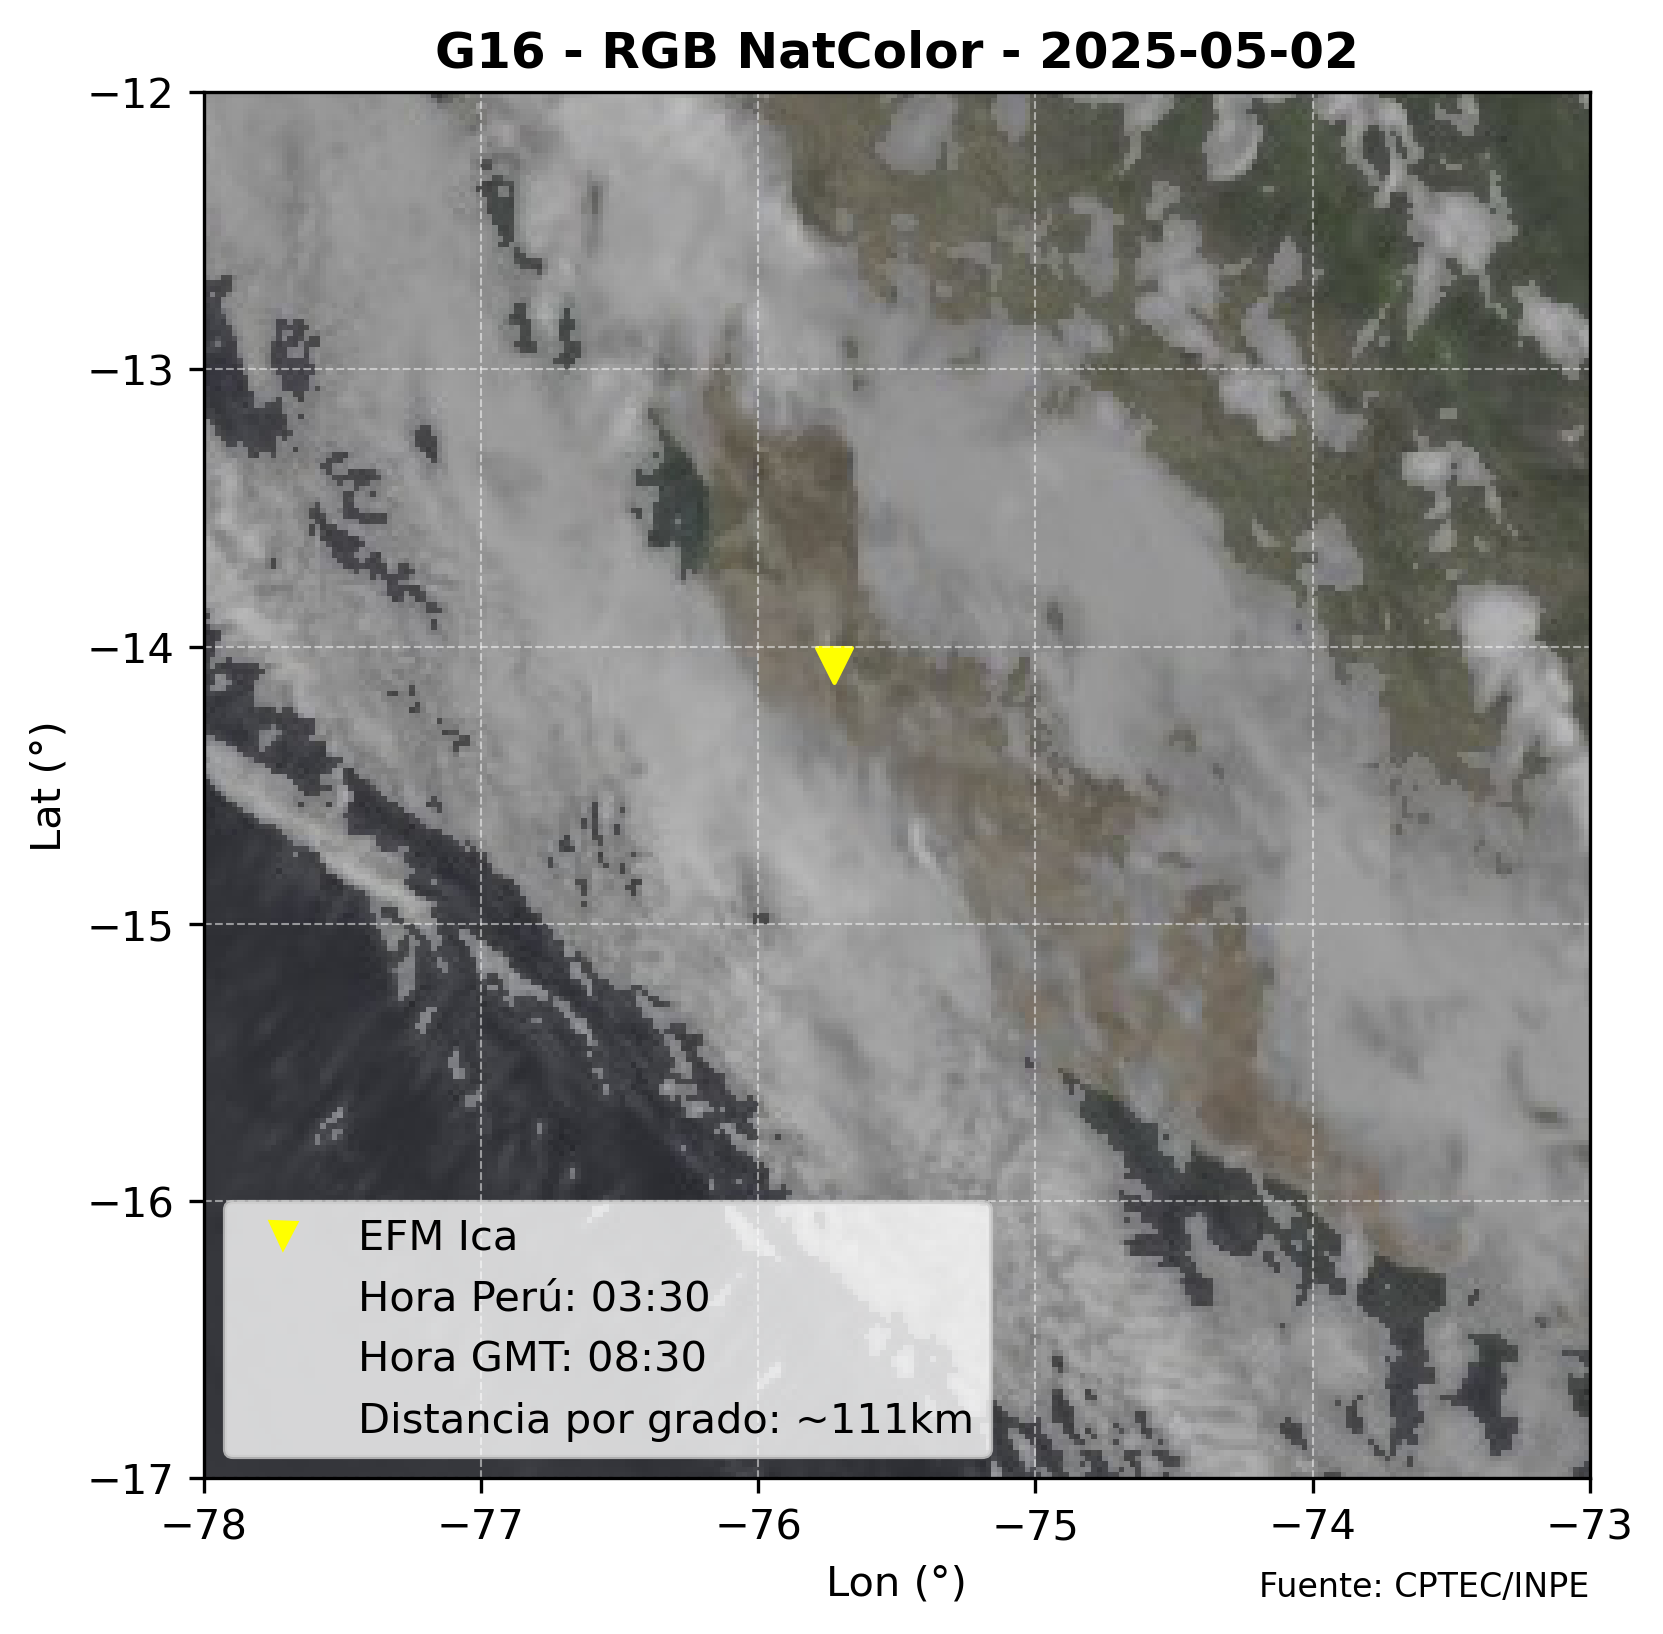 G16 - RGB NatColor - 2025-05-02
−12
−13
−14
−15
−16
−17
Lat (°)
EFM Ica
Hora Perú: 03:30
Hora GMT: 08:30
Distancia por grado: ~111km
−78 −77 −76 −75 −74 −73
Lon (°)
Fuente: CPTEC/INPE